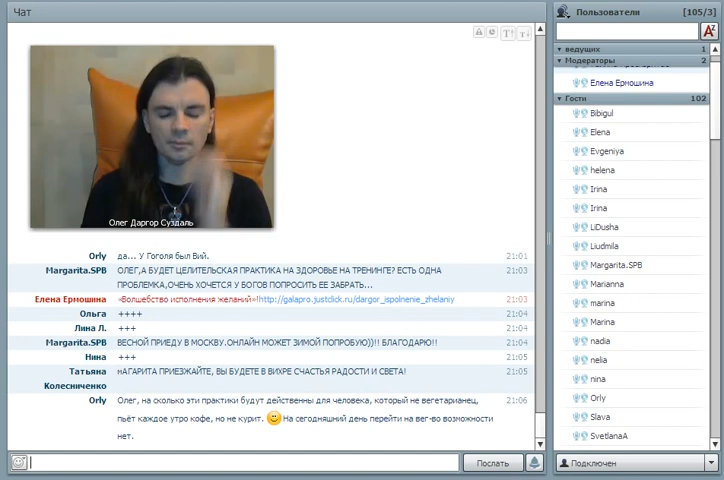 Чат
Олег Даргор Суздаль
Orly да... У Гоголя был Вий. 21:01
Margarita.SPB ОЛЕГ,А БУДЕТ ЦЕЛИТЕЛЬСКАЯ ПРАКТИКА НА ЗДОРОВЬЕ НА ТРЕНИНГЕ? ЕСТЬ ОДНА 21:03
ПРОБЛЕМКА,ОЧЕНЬ ХОЧЕТСЯ У БОГОВ ПОПРОСИТЬ ЕЕ ЗАБРАТЬ...
Елена Ермошина «Волшебство исполнения желаний»!http://galapro.justclick.ru/dargor_ispolnenie_zhelaniy 21:03
Ольга ++++ 21:04
Лина Л. +++ 21:04
Margarita.SPB ВЕСНОЙ ПРИЕДУ В МОСКВУ.ОНЛАЙН МОЖЕТ ЗИМОЙ ПОПРОБУЮ))!! БЛАГОДАРЮ!! 21:04
Нина +++ 21:05
Татьяна НАГАРИТА ПРИЕЗЖАЙТЕ, ВЫ БУДЕТЕ В ВИХРЕ СЧАСТЬЯ РАДОСТИ И СВЕТА! 21:05
Колесниченко
Orly Олег, на сколько эти практики будут действенны для человека, который не вегетарианец, 21:06
пьёт каждое утро кофе, но не курит. На сегодняшний день перейти на вег-во возможности
нет.
Послать
Пользователи [105/3]
ведущих 1
Модераторы 2
Елена Ермошина
Гости 102
Bibigul
Elena
Evgeniya
helena
Irina
Irina
LiDusha
Liudmila
Margarita.SPB
Marianna
marina
Marina
nadia
nelia
nina
Orly
Slava
SvetlanaA
Подключен